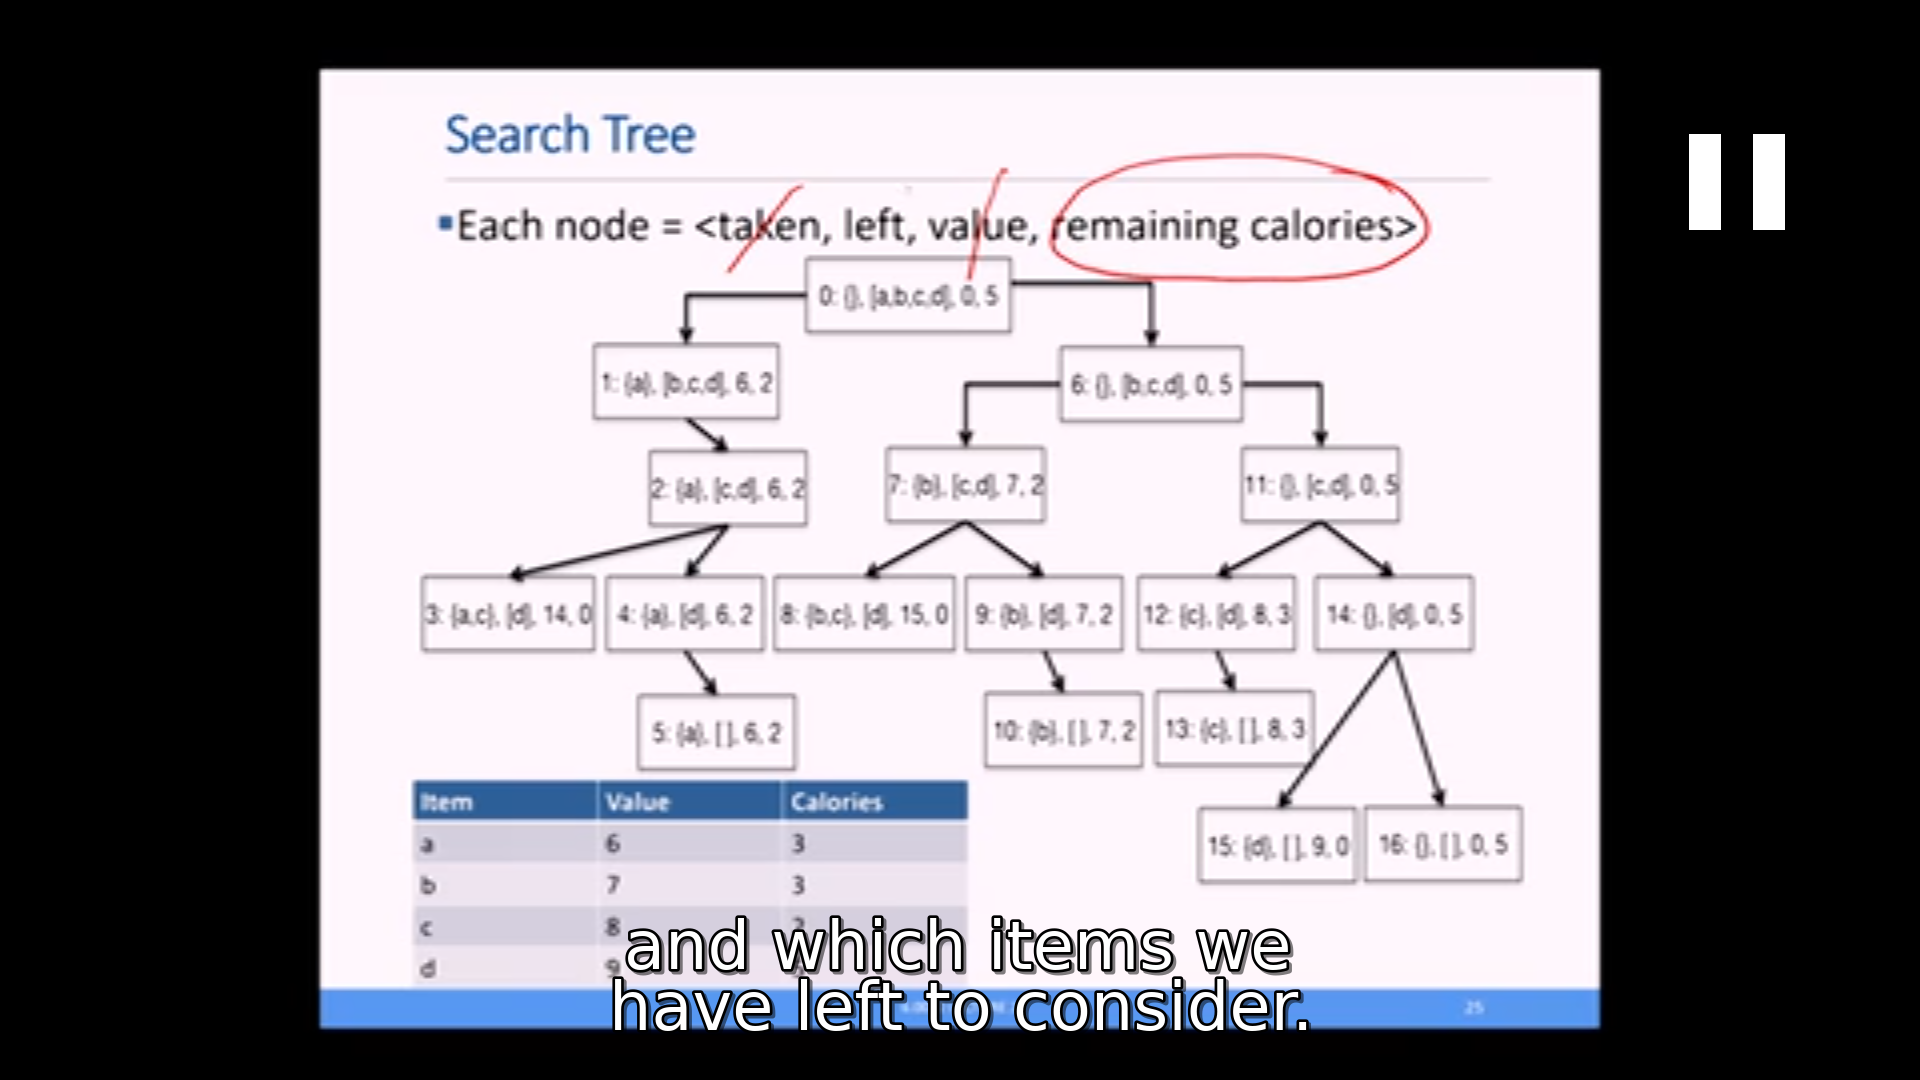 Search Tree
▪Each node = <taken, left, value, remaining calories>
0: {}, [a,b,c,d], 0, 5
1: {a}, [b,c,d], 6, 2
6: {}, [b,c,d], 0, 5
2: {a}, [c,d], 6, 2
7: {b}, [c,d], 7, 2
11: {}, [c,d], 0, 5
3: {a,c}, [d], 14, 0
4: {a}, [d], 6, 2
8: {b,c}, [d], 15, 0
9: {b}, [d], 7, 2
12: {c}, [d], 8, 3
14: {}, [d], 0, 5
5: {a}, [ ], 6, 2
10: {b}, [ ], 7, 2
13: {c}, [ ], 8, 3
15: {d}, [ ], 9, 0
16: {}, [ ], 0, 5
Item Value Calories
a 6 3
b 7 3
c 8
d 9
and which items we
have left to consider.
25